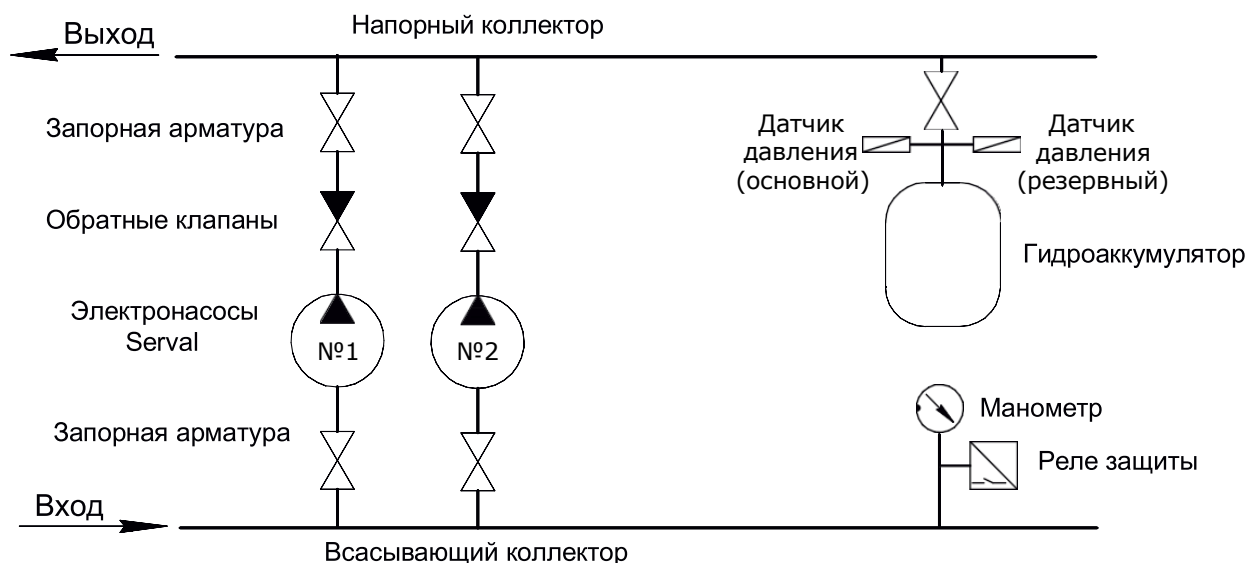 Напорный коллектор
Выход
Запорная арматура
Датчик
давления
(основной)
Датчик
давления
(резервный)
Обратные клапаны
Гидроаккумулятор
Электронасосы
Serval
№1
№2
Манометр
Запорная арматура
Реле защиты
Вход
Всасывающий коллектор